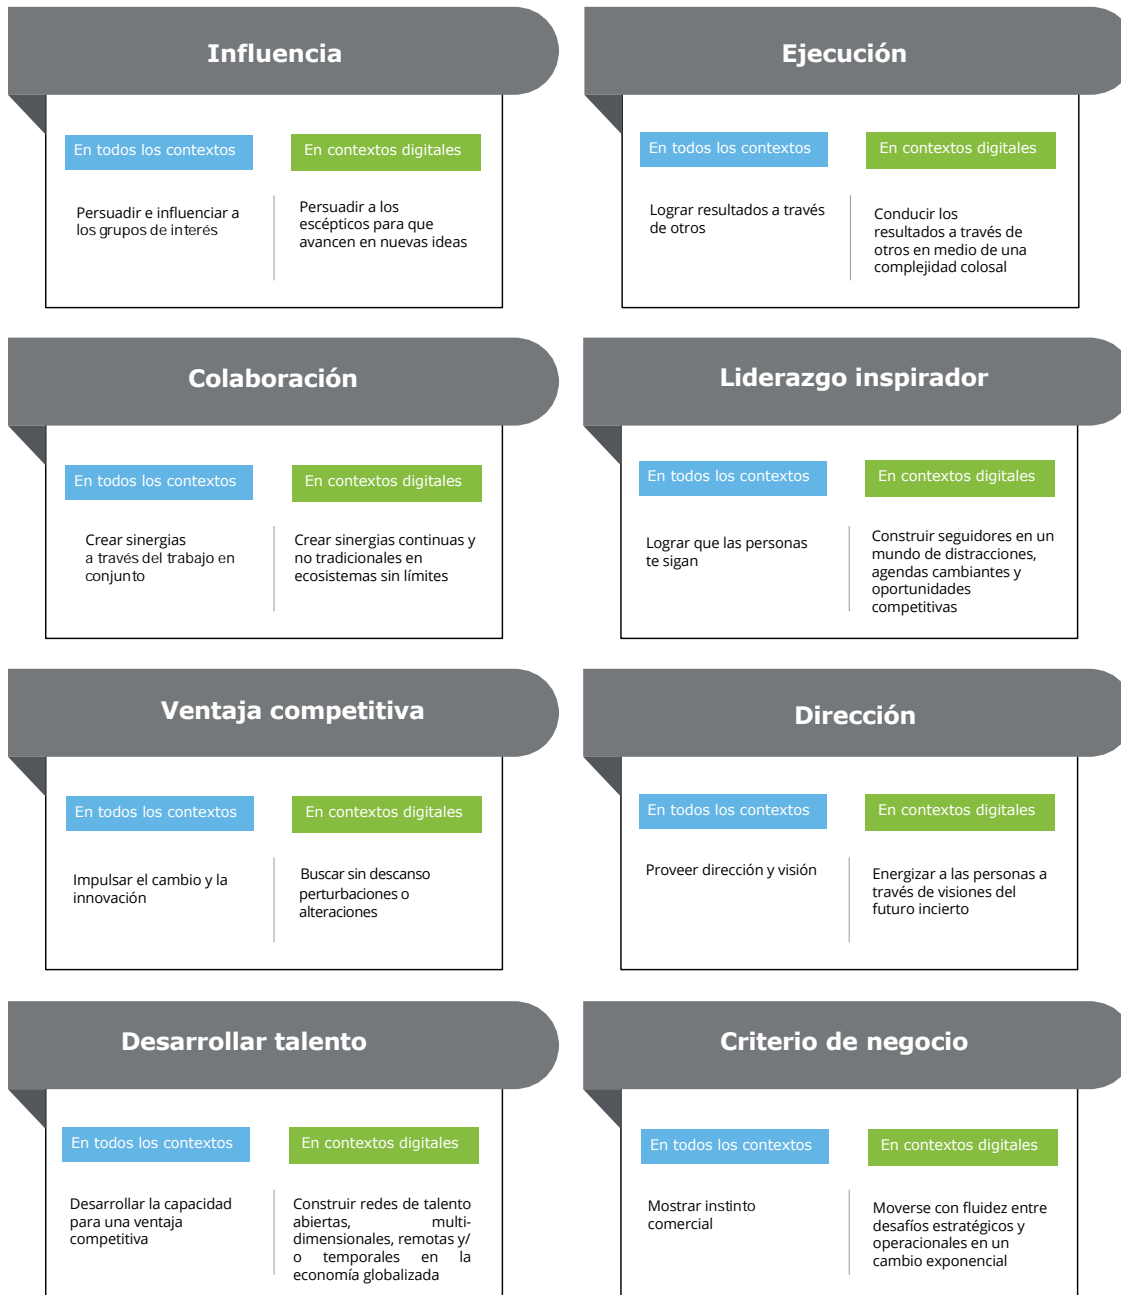 Influencia
En todos los contextos
En contextos digitales
Persuadir e influenciar a
los grupos de interés
Persuadir a los
escépticos para que
avancen en nuevas ideas
Ejecución
En todos los contextos
En contextos digitales
Lograr resultados a través
de otros
Conducir los
resultados a través de
otros en medio de una
complejidad colosal
Colaboración
En todos los contextos
En contextos digitales
Crear sinergias
a través del trabajo en
conjunto
Crear sinergias continuas y
no tradicionales en
ecosistemas sin límites
Liderazgo inspirador
En todos los contextos
En contextos digitales
Lograr que las personas
te sigan
Construir seguidores en un
mundo de distracciones,
agendas cambiantes y
oportunidades
competitivas
Ventaja competitiva
En todos los contextos
En contextos digitales
Impulsar el cambio y la
innovación
Buscar sin descanso
perturbaciones o
alteraciones
Dirección
En todos los contextos
En contextos digitales
Proveer dirección y visión
Energizar a las personas a
través de visiones del
futuro incierto
Desarrollar talento
En todos los contextos
En contextos digitales
Desarrollar la capacidad
para una ventaja
competitiva
Construir redes de talento
abiertas, multi-
dimensionales, remotas y/
o temporales en la
economía globalizada
Criterio de negocio
En todos los contextos
En contextos digitales
Mostrar instinto
comercial
Moverse con fluidez entre
desafíos estratégicos y
operacionales en un
cambio exponencial